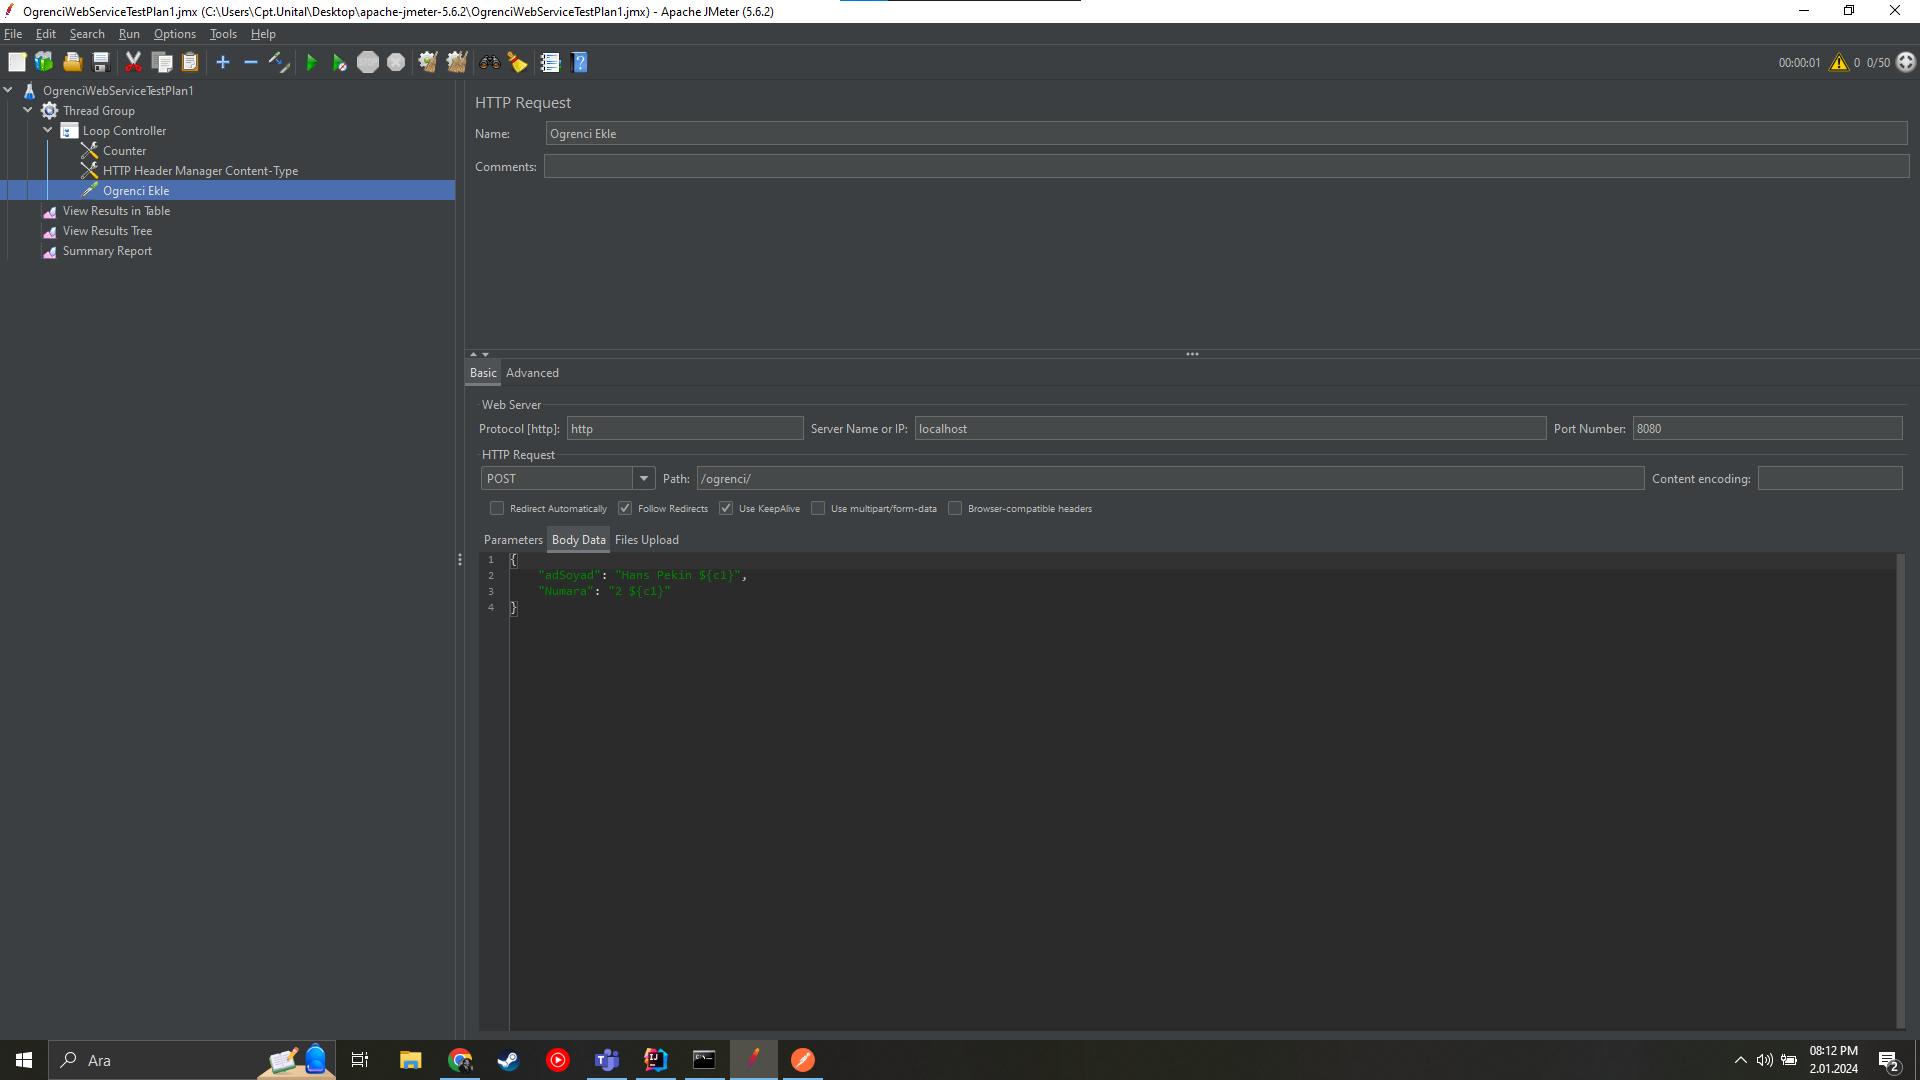 OgrenciWebServiceTestPlan1.jmx (C:\Users\Cpt.Unital\Desktop\apache-jmeter-5.6.2\OgrenciWebServiceTestPlan1.jmx) - Apache JMeter (5.6.2)
File Edit Search Run Options Tools Help
00:00:01 0 0/50
OgrenciWebServiceTestPlan1
Thread Group
Loop Controller
Counter
HTTP Header Manager Content-Type
Ogrenci Ekle
View Results in Table
View Results Tree
Summary Report
HTTP Request
Name: Ogrenci Ekle
Comments:
Basic Advanced
Web Server
Protocol [http]: http Server Name or IP: localhost Port Number: 8080
HTTP Request
POST Path: /ogrenci/ Content encoding:
Redirect Automatically Follow Redirects Use KeepAlive Use multipart/form-data Browser-compatible headers
Parameters Body Data Files Upload
1 {
2 "adSoyad": "Hans Pekin ${c1}",
3 "Numara": "2 ${c1}"
4 }
Ara
08:12 PM
2.01.2024
2